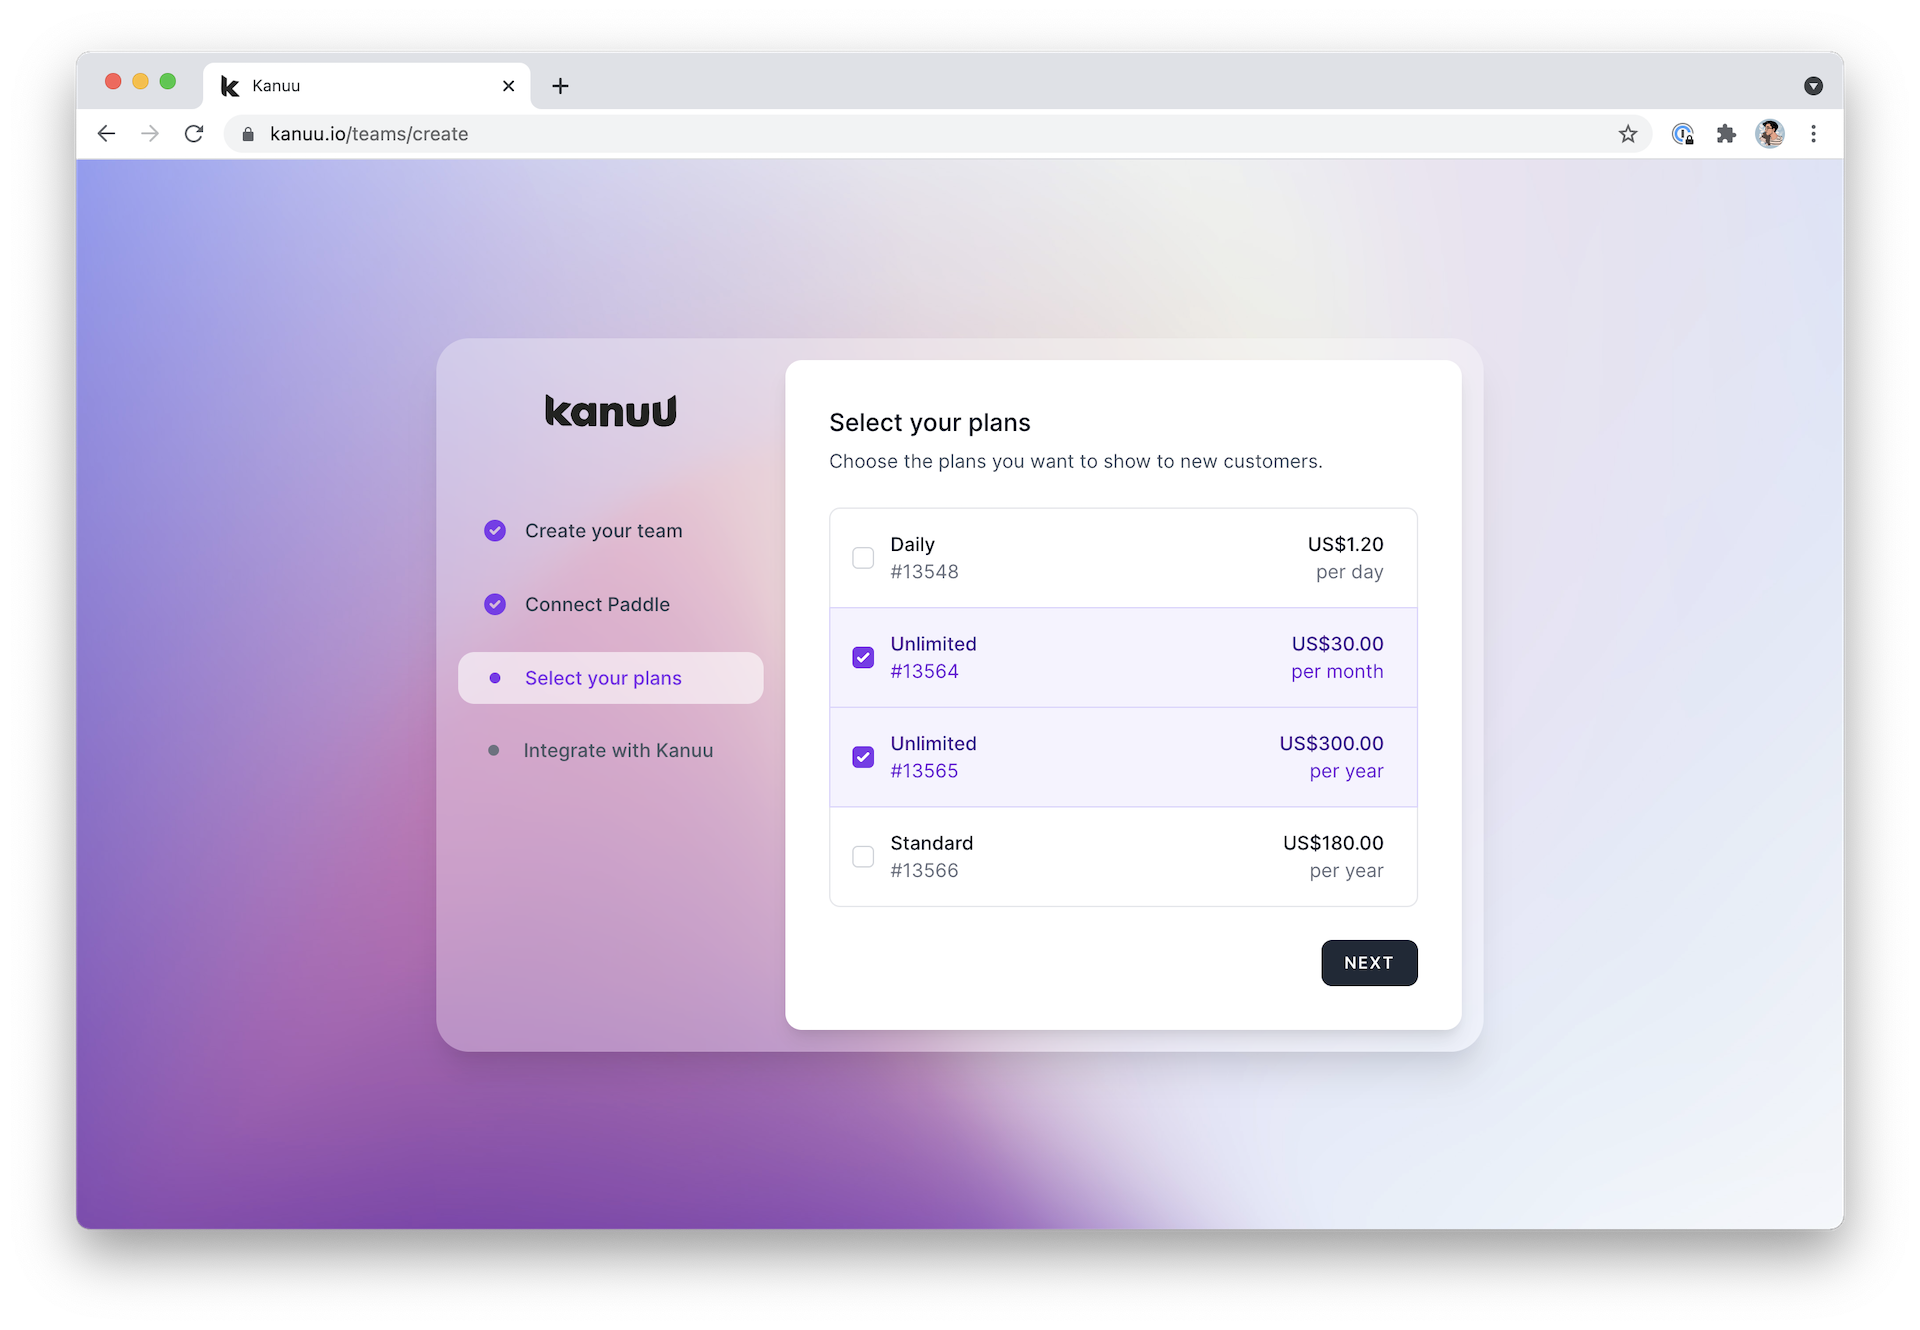 Kanuu
kanuu.io/teams/create
kanuu
Create your team
Connect Paddle
Select your plans
Integrate with Kanuu
Select your plans
Choose the plans you want to show to new customers.
Daily US$1.20
#13548 per day
Unlimited US$30.00
#13564 per month
Unlimited US$300.00
#13565 per year
Standard US$180.00
#13566 per year
NEXT